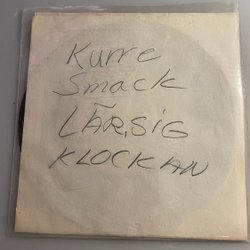 Kurre
Smack
LÄR, SIG
KLOCKAN